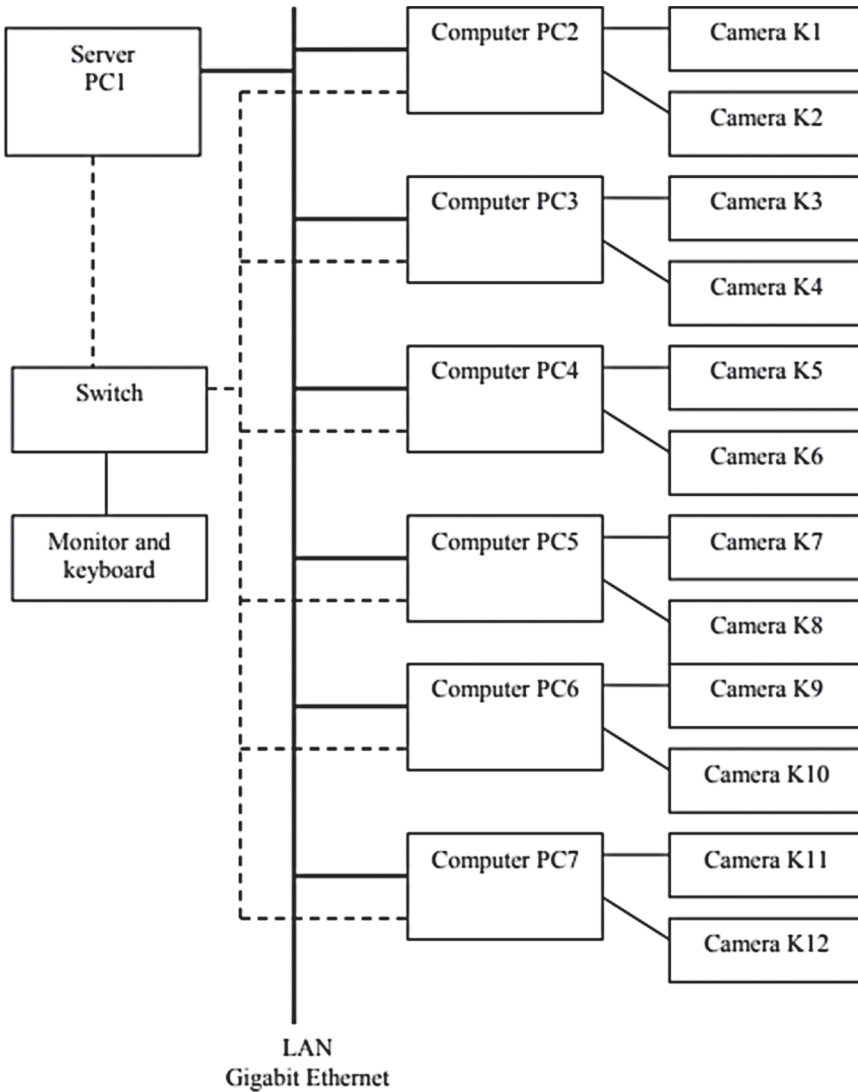 Server
PC1
Switch
Monitor and
keyboard
Computer PC2
Camera K1
Camera K2
Computer PC3
Camera K3
Camera K4
Computer PC4
Camera K5
Camera K6
Computer PC5
Camera K7
Camera K8
Computer PC6
Camera K9
Camera K10
Computer PC7
Camera K11
Camera K12
LAN
Gigabit Ethernet